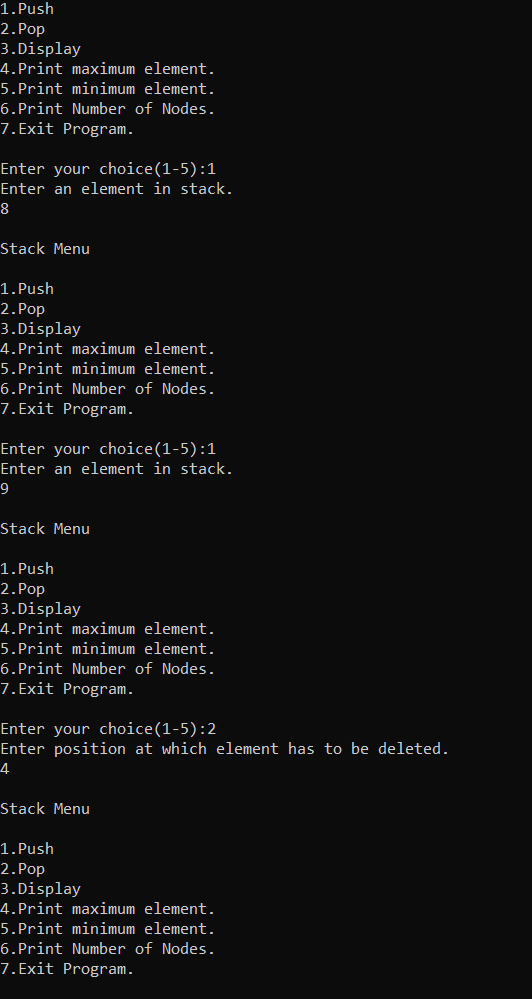 1.Push
2.Pop
3.Display
4.Print maximum element.
5.Print minimum element.
6.Print Number of Nodes.
7.Exit Program.
Enter your choice(1-5):1
Enter an element in stack.
8
Stack Menu
1.Push
2.Pop
3.Display
4.Print maximum element.
5.Print minimum element.
6.Print Number of Nodes.
7.Exit Program.
Enter your choice(1-5):1
Enter an element in stack.
9
Stack Menu
1.Push
2.Pop
3.Display
4.Print maximum element.
5.Print minimum element.
6.Print Number of Nodes.
7.Exit Program.
Enter your choice(1-5):2
Enter position at which element has to be deleted.
4
Stack Menu
1.Push
2.Pop
3.Display
4.Print maximum element.
5.Print minimum element.
6.Print Number of Nodes.
7.Exit Program.